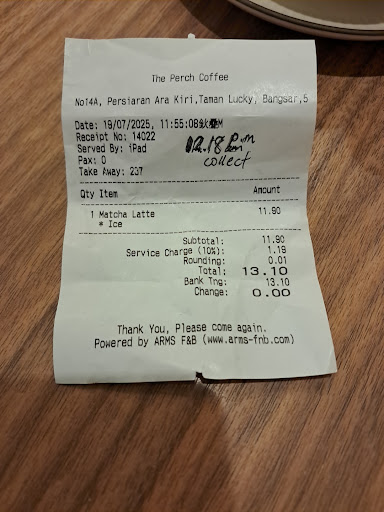 The Perch Coffee
No14A, Persiaran Ara Kiri,Taman Lucky, Bangsar,5
Date: 19/07/2025, 11:55:08
Receipt No: 14022
Served By: iPad
Pax: 0
Take Away: 237
12.18 pm
collect
Qty Item Amount
1 Matcha Latte 11.90
* Ice
Subtotal: 11.90
Service Charge (10%): 1.19
Rounding: 0.01
Total: 13.10
Bank Tng: 13.10
Change: 0.00
Thank You, Please come again.
Powered by ARMS F&B (www.arms-fnb.com)